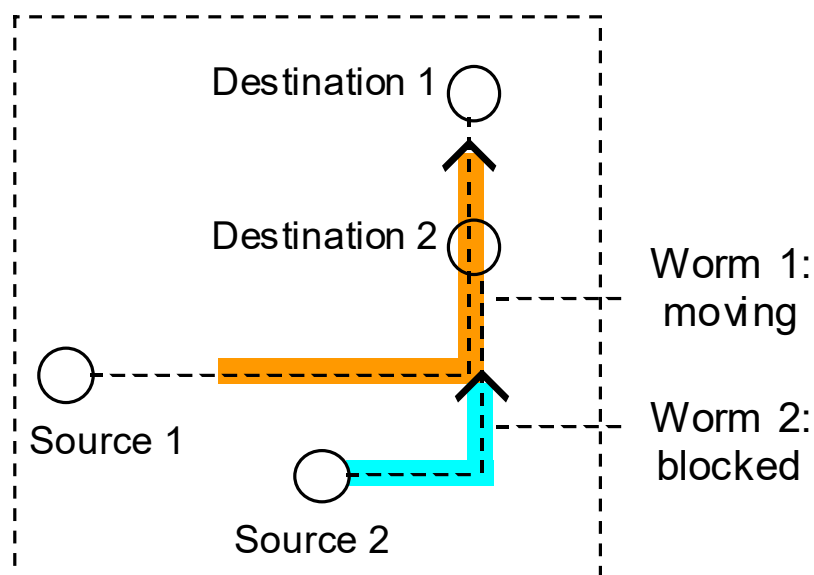 Destination 1
Destination 2
Worm 1:
moving
Source 1
Worm 2:
blocked
Source 2